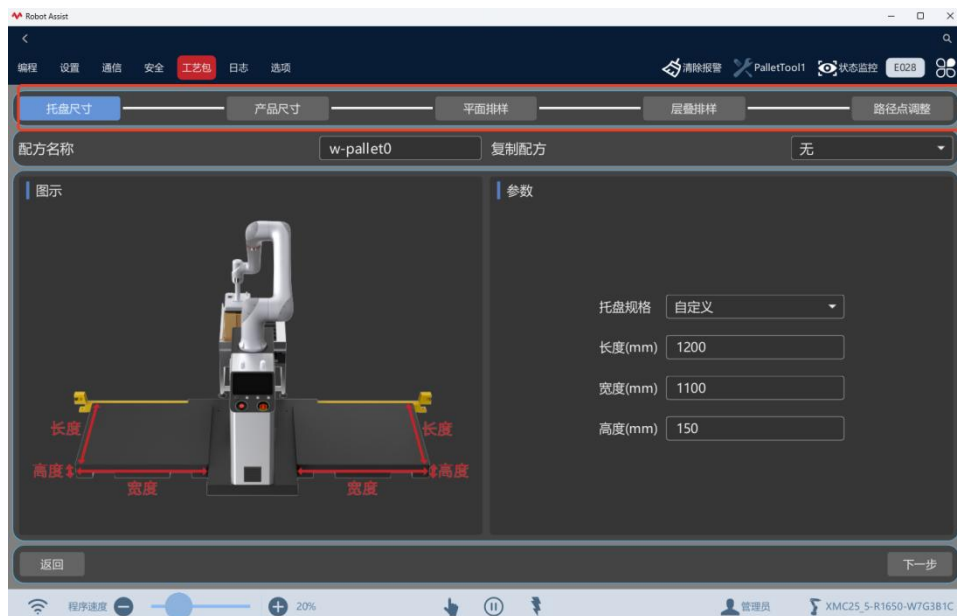 Robot Assist
编程 设置 通信 安全 工艺包 日志 选项 清除报警 PalletTool1 状态监控 E028
托盘尺寸 产品尺寸 平面排样 层叠排样 路径点调整
配方名称 w-pallet0 复制配方 无
图示
参数
托盘规格 自定义
长度(mm) 1200
宽度(mm) 1100
高度(mm) 150
长度 长度
高度 高度
宽度 宽度
返回 下一步
程序速度 20% 管理员 XMC25_5-R1650-W7G3B1C